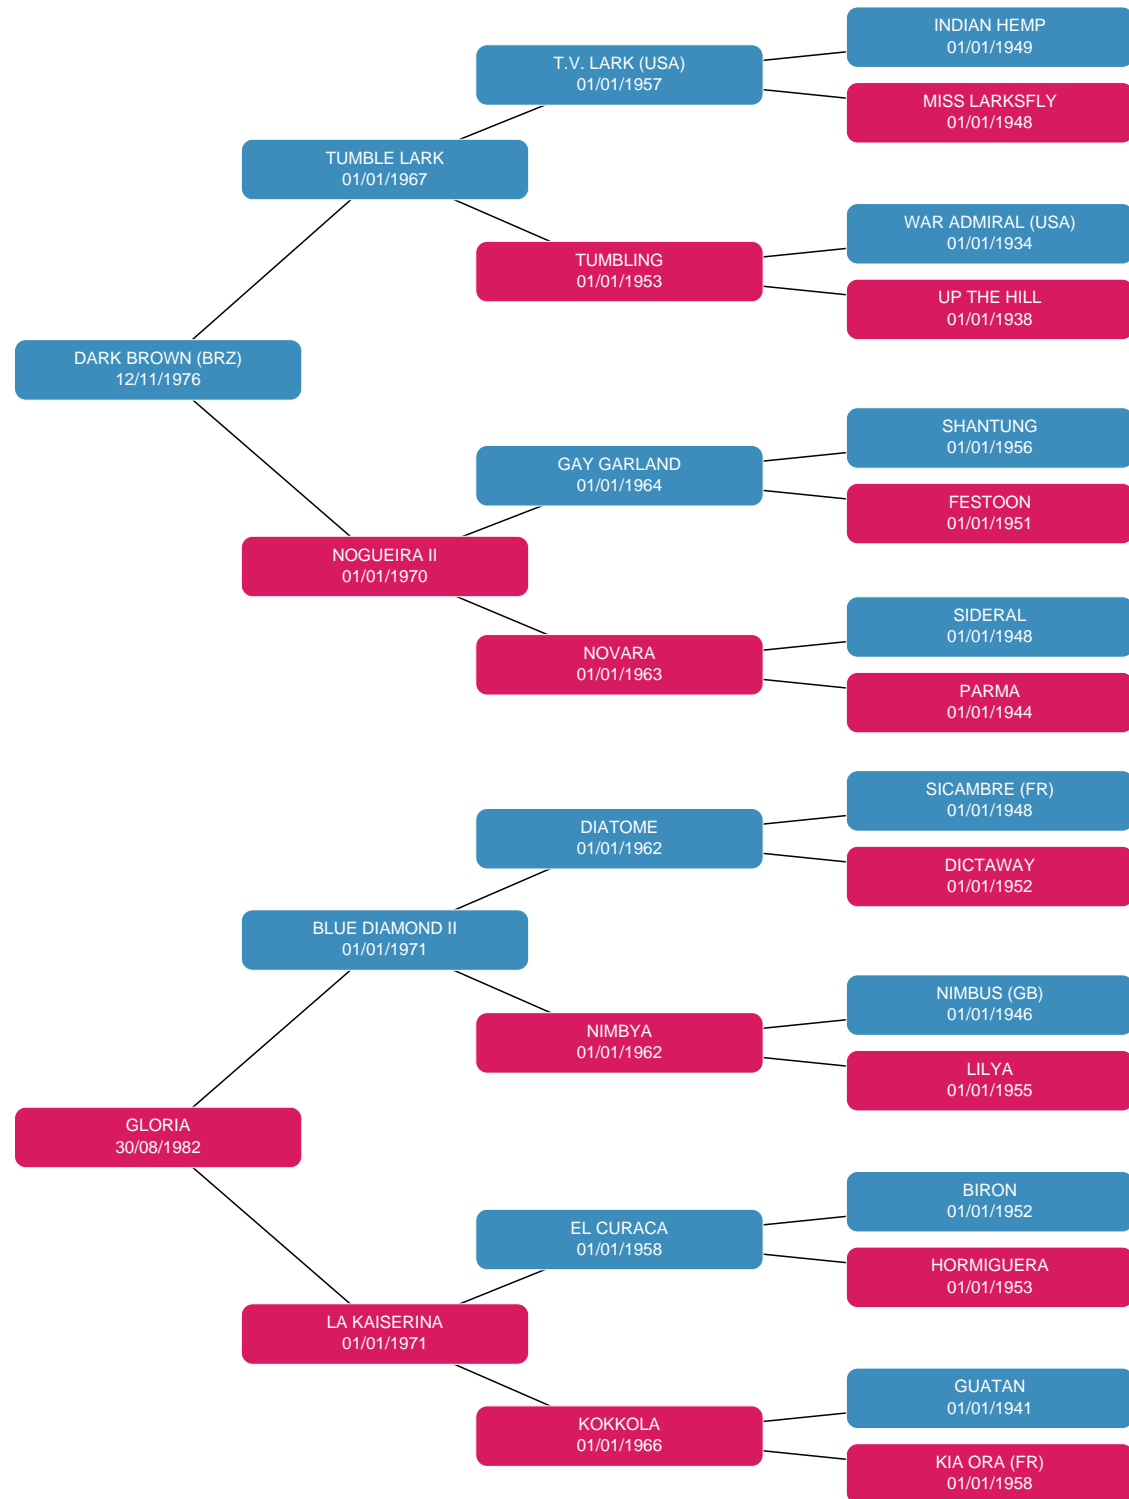 INDIAN HEMP
01/01/1949
T.V. LARK (USA)
01/01/1957
MISS LARKSFLY
01/01/1948
TUMBLE LARK
01/01/1967
WAR ADMIRAL (USA)
01/01/1934
TUMBLING
01/01/1953
UP THE HILL
01/01/1938
DARK BROWN (BRZ)
12/11/1976
SHANTUNG
01/01/1956
GAY GARLAND
01/01/1964
FESTOON
01/01/1951
NOGUEIRA II
01/01/1970
SIDERAL
01/01/1948
NOVARA
01/01/1963
PARMA
01/01/1944
SICAMBRE (FR)
01/01/1948
DIATOME
01/01/1962
DICTAWAY
01/01/1952
BLUE DIAMOND II
01/01/1971
NIMBUS (GB)
01/01/1946
NIMBYA
01/01/1962
LILYA
01/01/1955
GLORIA
30/08/1982
BIRON
01/01/1952
EL CURACA
01/01/1958
HORMIGUERA
01/01/1953
LA KAISERINA
01/01/1971
GUATAN
01/01/1941
KOKKOLA
01/01/1966
KIA ORA (FR)
01/01/1958